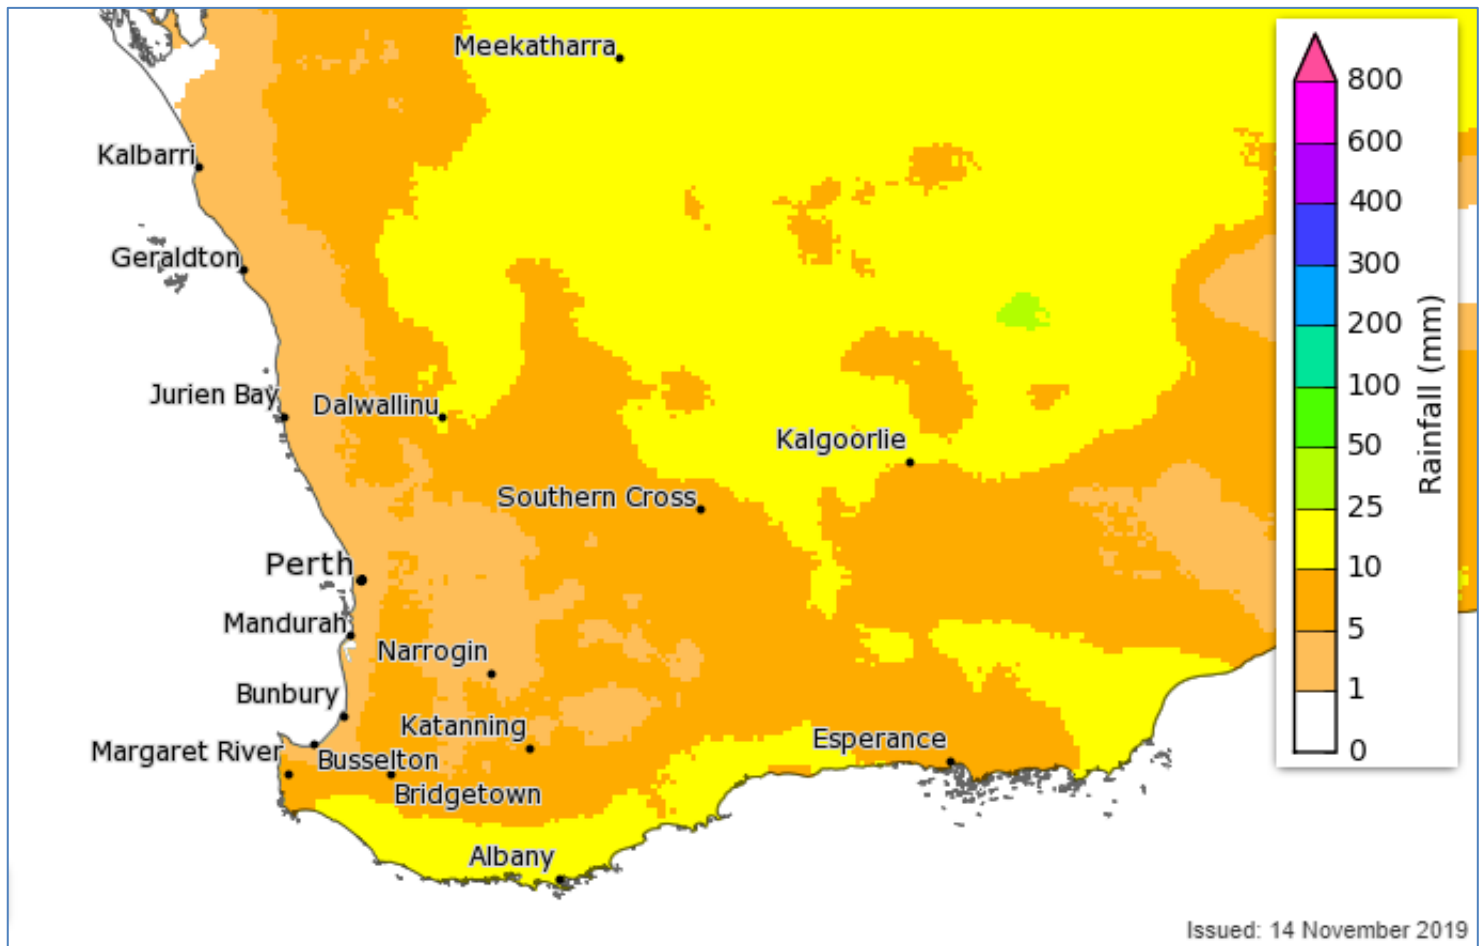 Meekatharra
Kalbarri
Geraldton
Jurien Bay
Dalwallinu
Kalgoorlie
Southern Cross
Perth
Mandurah
Narrogin
Bunbury
Katanning
Margaret River
Busselton
Esperance
Bridgetown
Albany
800
600
400
300
200
100
50
25
10
5
1
0
Rainfall (mm)
Issued: 14 November 2019